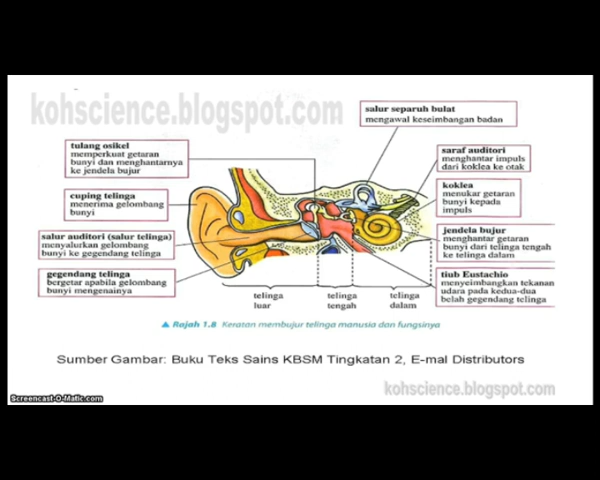 kohscience.blogspot.com
salur separuh bulat
mengawal keseimbangan badan
tulang osikel
memperkuat getaran
bunyi dan menghantarnya
ke jendela bujur
saraf auditori
menghantar impuls
dari koklea ke otak
cuping telinga
menerima gelombang
bunyi
koklea
menukar getaran
bunyi kepada
impuls
salur auditori (salur telinga)
menyalurkan gelombang
bunyi ke gegendang telinga
jendela bujur
menghantar getaran
bunyi dari telinga tengah
ke telinga dalam
gegendang telinga
bergetar apabila gelombang
bunyi mengenainya
tiub Eustachio
menyeimbangkan tekanan
udara pada kedua-dua
belah gegendang telinga
telinga
luar
telinga
tengah
telinga
dalam
▲ Rajah 1.8 Keratan membujur telinga manusia dan fungsinya
Sumber Gambar: Buku Teks Sains KBSM Tingkatan 2, E-mal Distributors
kohscience.blogspot.com
Screencast-O-Matic.com